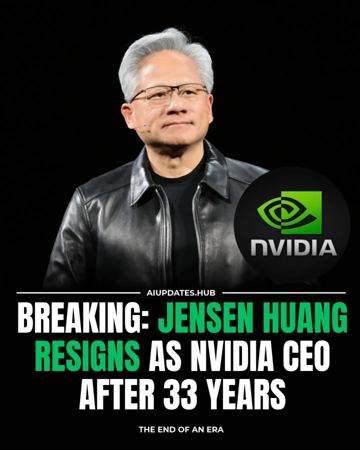 NVIDIA
AIUPDATES.HUB
BREAKING: JENSEN HUANG
RESIGNS AS NVIDIA CEO
AFTER 33 YEARS
THE END OF AN ERA